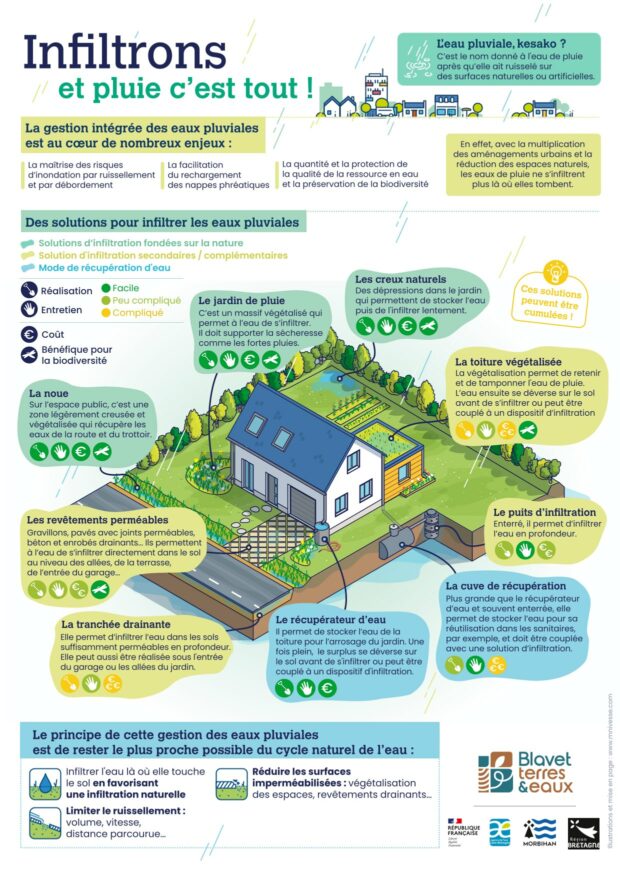 Infiltrons
et pluie c'est tout !
L'eau pluviale, kesako ?
C'est le nom donné à l'eau de pluie
après qu'elle ait ruisselé sur
des surfaces naturelles ou artificielles.
La gestion intégrée des eaux pluviales
est au cœur de nombreux enjeux :
La maîtrise des risques
d'inondation par ruissellement
et par débordement
La facilitation
du rechargement
des nappes phréatiques
La quantité et la protection de
la qualité de la ressource en eau
et la préservation de la biodiversité
En effet, avec la multiplication
des aménagements urbains et la
réduction des espaces naturels,
les eaux de pluie ne s'infiltrent
plus là où elles tombent.
Des solutions pour infiltrer les eaux pluviales
Solutions d'infiltration fondées sur la nature
Solution d'infiltration secondaires / complémentaires
Mode de récupération d'eau
Réalisation
Entretien
Facile
Peu compliqué
Compliqué
Coût
Bénéfique pour
la biodiversité
Le jardin de pluie
C'est un massif végétalisé qui
permet à l'eau de s'infiltrer.
Il doit supporter la sécheresse
comme les fortes pluies.
Les creux naturels
Des dépressions dans le jardin
qui permettent de stocker l'eau
puis de l'infiltrer lentement.
Ces solutions
peuvent être
cumulées !
La toiture végétalisée
La végétalisation permet de retenir
et de tamponner l'eau de pluie.
L'eau ensuite se déverse sur le sol
avant de s'infiltrer ou peut être
couplé à un dispositif d'infiltration
La noue
Sur l'espace public, c'est une
zone légèrement creusée et
végétalisée qui récupère les
eaux de la route et du trottoir.
Les revêtements perméables
Gravillons, pavés avec joints perméables,
béton et enrobés drainants... ils permettent
à l'eau de s'infiltrer directement dans le sol
au niveau des allées, de la terrasse,
de l'entrée du garage...
Le puits d'infiltration
Enterré, il permet d'infiltrer
l'eau en profondeur.
La tranchée drainante
Elle permet d'infiltrer l'eau dans les sols
suffisamment perméables en profondeur.
Elle peut aussi être réalisée sous l'entrée
du garage ou les allées du jardin.
Le récupérateur d'eau
Il permet de stocker l'eau de la
toiture pour l'arrosage du jardin. Une
fois plein, le surplus se déverse sur
le sol avant de s'infiltrer ou peut être
couplé à un dispositif d'infiltration.
La cuve de récupération
Plus grande que le récupérateur
d'eau et souvent enterrée, elle
permet de stocker l'eau pour sa
réutilisation dans les sanitaires,
par exemple, et doit être couplée
avec une solution d'infiltration.
Le principe de cette gestion des eaux pluviales
est de rester le plus proche possible du cycle naturel de l'eau :
Infiltrer l'eau là où elle touche
le sol en favorisant
une infiltration naturelle
Limiter le ruissellement :
volume, vitesse,
distance parcourue...
Réduire les surfaces
imperméabilisées : végétalisation
des espaces, revêtements drainants...
Blavet
terres
&eaux
RÉPUBLIQUE
FRANÇAISE
MORBIHAN
Région
BRETAGNE
Illustrations et mise en page : www.mnivesse.com